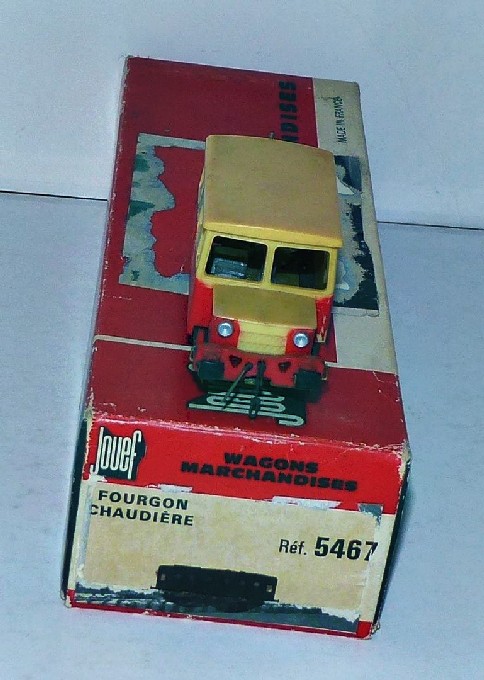 MADE IN FRANCE
Jouef
WAGONS
MARCHANDISES
FOURGON
CHAUDIÈRE
Réf. 5467